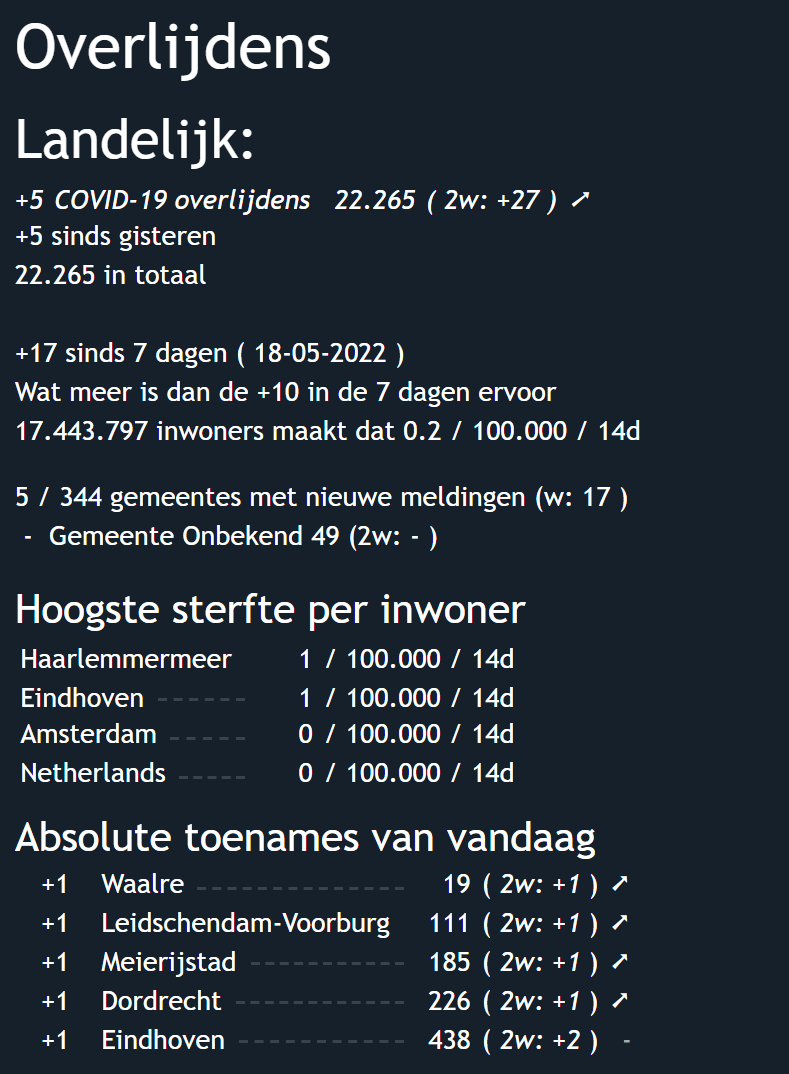 Overlijdens
Landelijk:
+5 COVID-19 overlijdens 22.265 ( 2w: +27 ) ➚
+5 sinds gisteren
22.265 in totaal
+17 sinds 7 dagen ( 18-05-2022 )
Wat meer is dan de +10 in de 7 dagen ervoor
17.443.797 inwoners maakt dat 0.2 / 100.000 / 14d
5 / 344 gemeentes met nieuwe meldingen (w: 17 )
- Gemeente Onbekend 49 (2w: - )
Hoogste sterfte per inwoner
Haarlemmermeer 1 / 100.000 / 14d
Eindhoven ------ 1 / 100.000 / 14d
Amsterdam ----- 0 / 100.000 / 14d
Netherlands ----- 0 / 100.000 / 14d
Absolute toenames van vandaag
+1 Waalre -------------- 19 ( 2w: +1 ) ➚
+1 Leidschendam-Voorburg 111 ( 2w: +1 ) ➚
+1 Meierijstad ---------- 185 ( 2w: +1 ) ➚
+1 Dordrecht ----------- 226 ( 2w: +1 ) ➚
+1 Eindhoven ----------- 438 ( 2w: +2 ) -